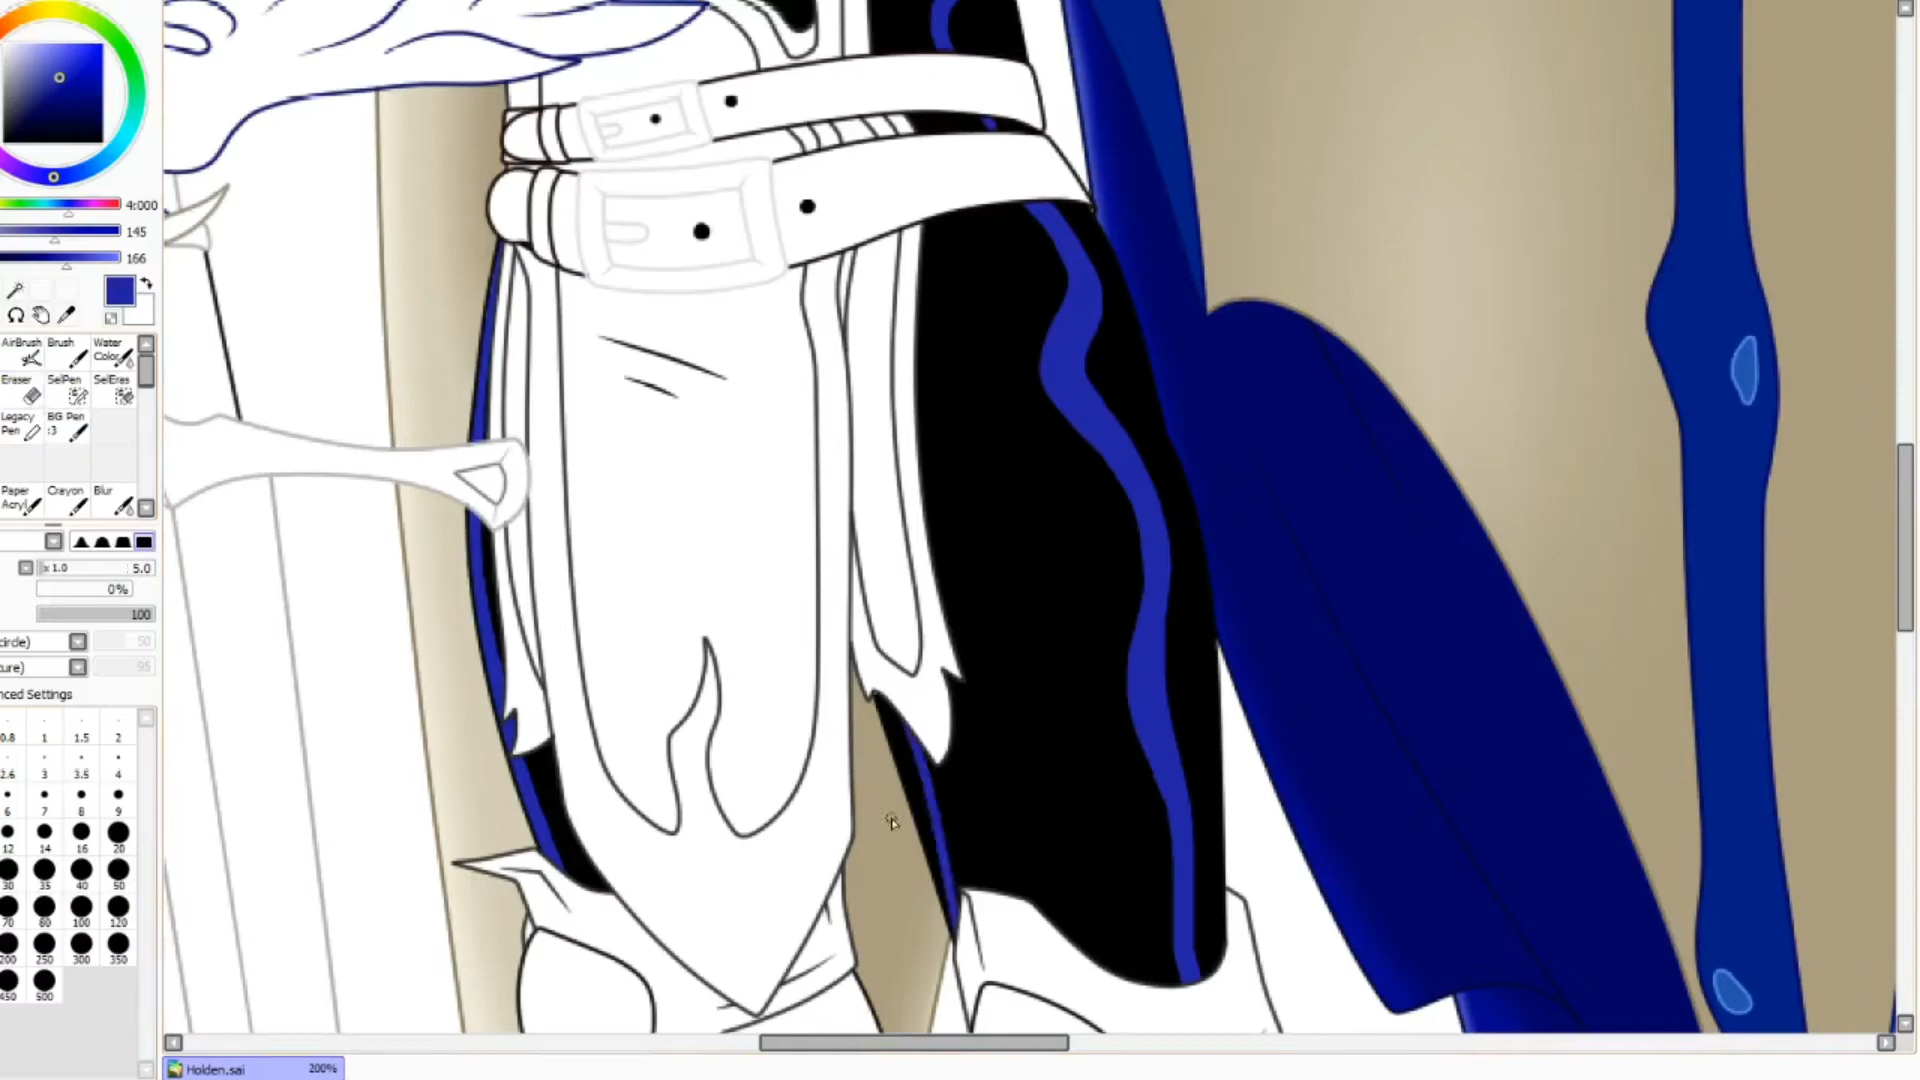 4:000
145
166
AirBrush Brush Water
Color
Eraser SelPen SelEras
Legacy BG Pen
Pen :3
Paper Crayon Blur
Acryl
x 1.0 5.0
0%
100
circle) 50
ure) 95
nced Settings
0.8 1 1.5 2
2.6 3 3.5 4
6 7 8 9
12 14 16 20
30 35 40 50
70 80 100 120
200 250 300 350
450 500
Holden.sai 200%